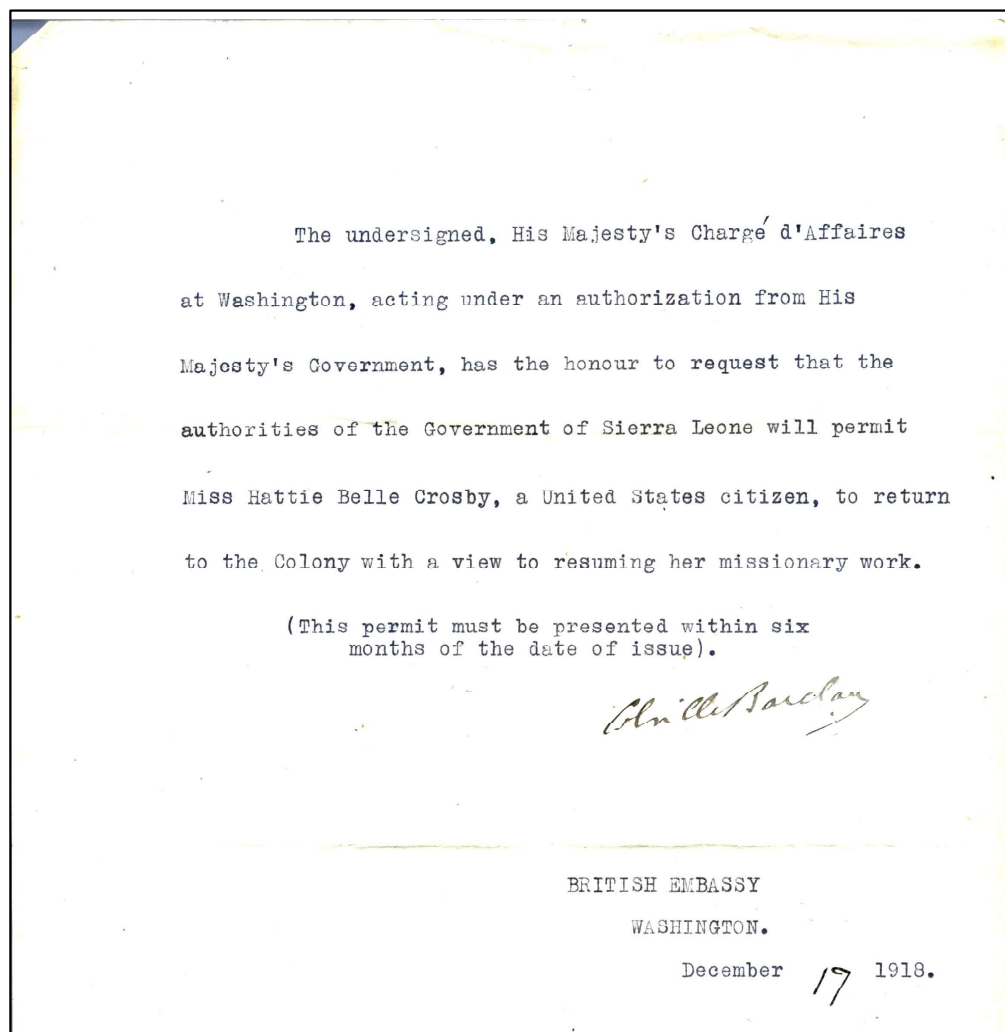 The undersigned, His Majesty's Chargé d'Affaires
at Washington, acting under an authorization from His
Majesty's Government, has the honour to request that the
authorities of the Government of Sierra Leone will permit
Miss Hattie Belle Crosby, a United States citizen, to return
to the Colony with a view to resuming her missionary work.
(This permit must be presented within six
months of the date of issue).
Colville Barclay
BRITISH EMBASSY
WASHINGTON.
December 17 1918.